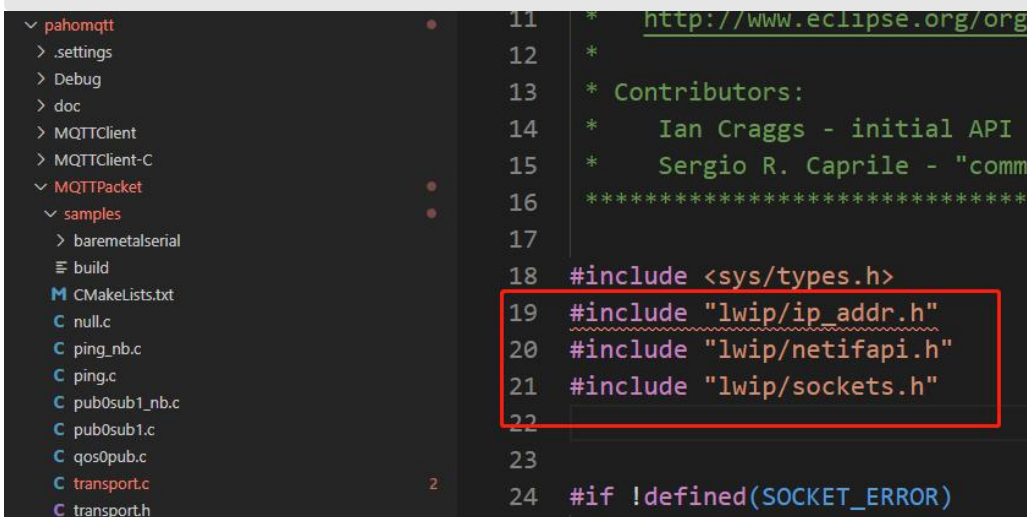 pahomqtt
.settings
Debug
doc
MQTTClient
MQTTClient-C
MQTTPacket
samples
baremetalserial
build
CMakeLists.txt
null.c
ping_nb.c
ping.c
pub0sub1_nb.c
pub0sub1.c
qos0pub.c
transport.c 2
transport.h
11 * http://www.eclipse.org/org
12 *
13 * Contributors:
14 * Ian Craggs - initial API
15 * Sergio R. Caprile - "comm
16 ******************************
17
18 #include <sys/types.h>
19 #include "lwip/ip_addr.h"
20 #include "lwip/netifapi.h"
21 #include "lwip/sockets.h"
22
23
24 #if !defined(SOCKET_ERROR)